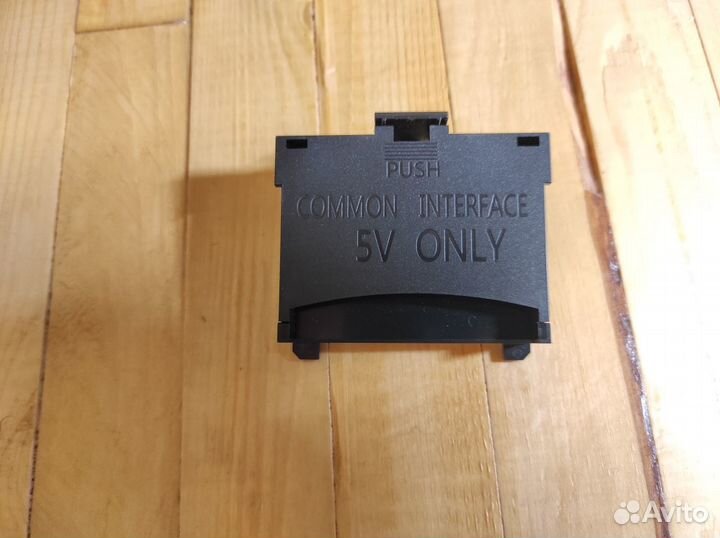 PUSH
COMMON INTERFACE
5V ONLY
Avito